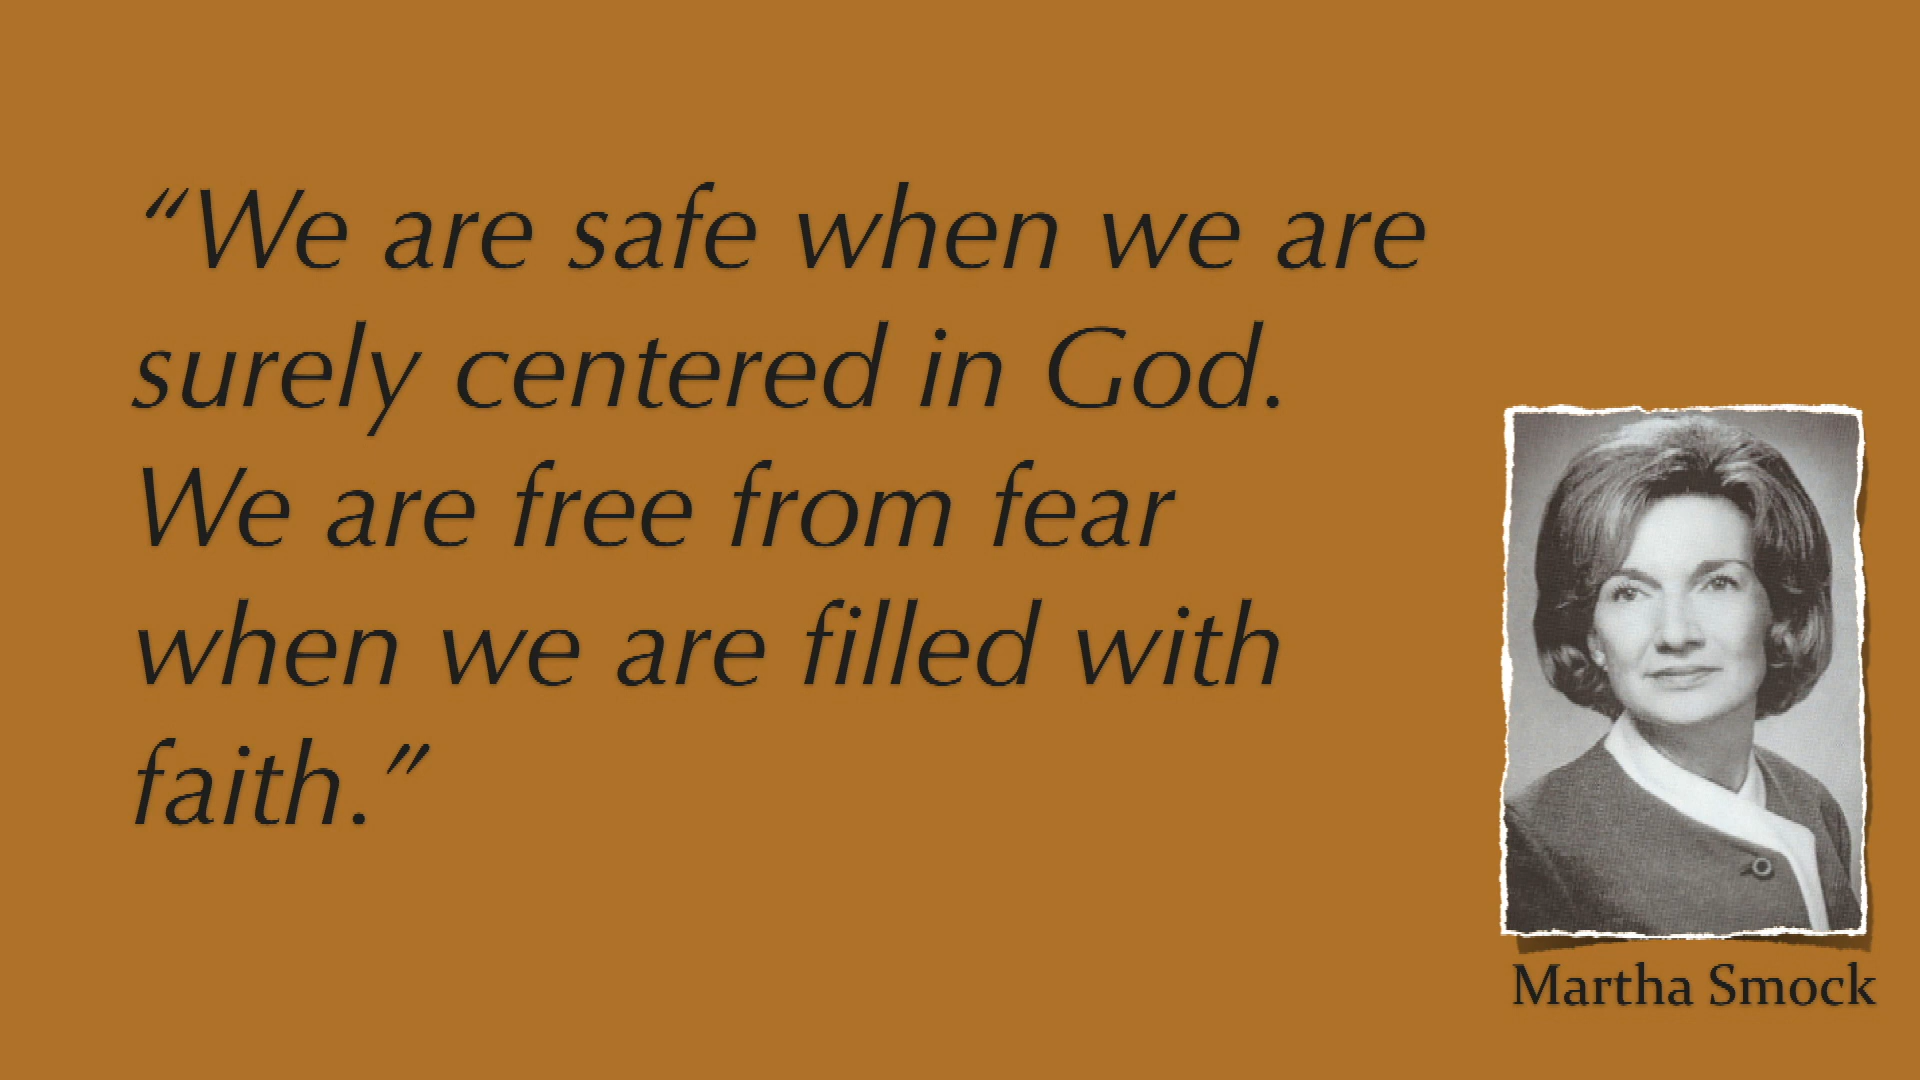 “We are safe when we are
surely centered in God.
We are free from fear
when we are filled with
faith.”
Martha Smock